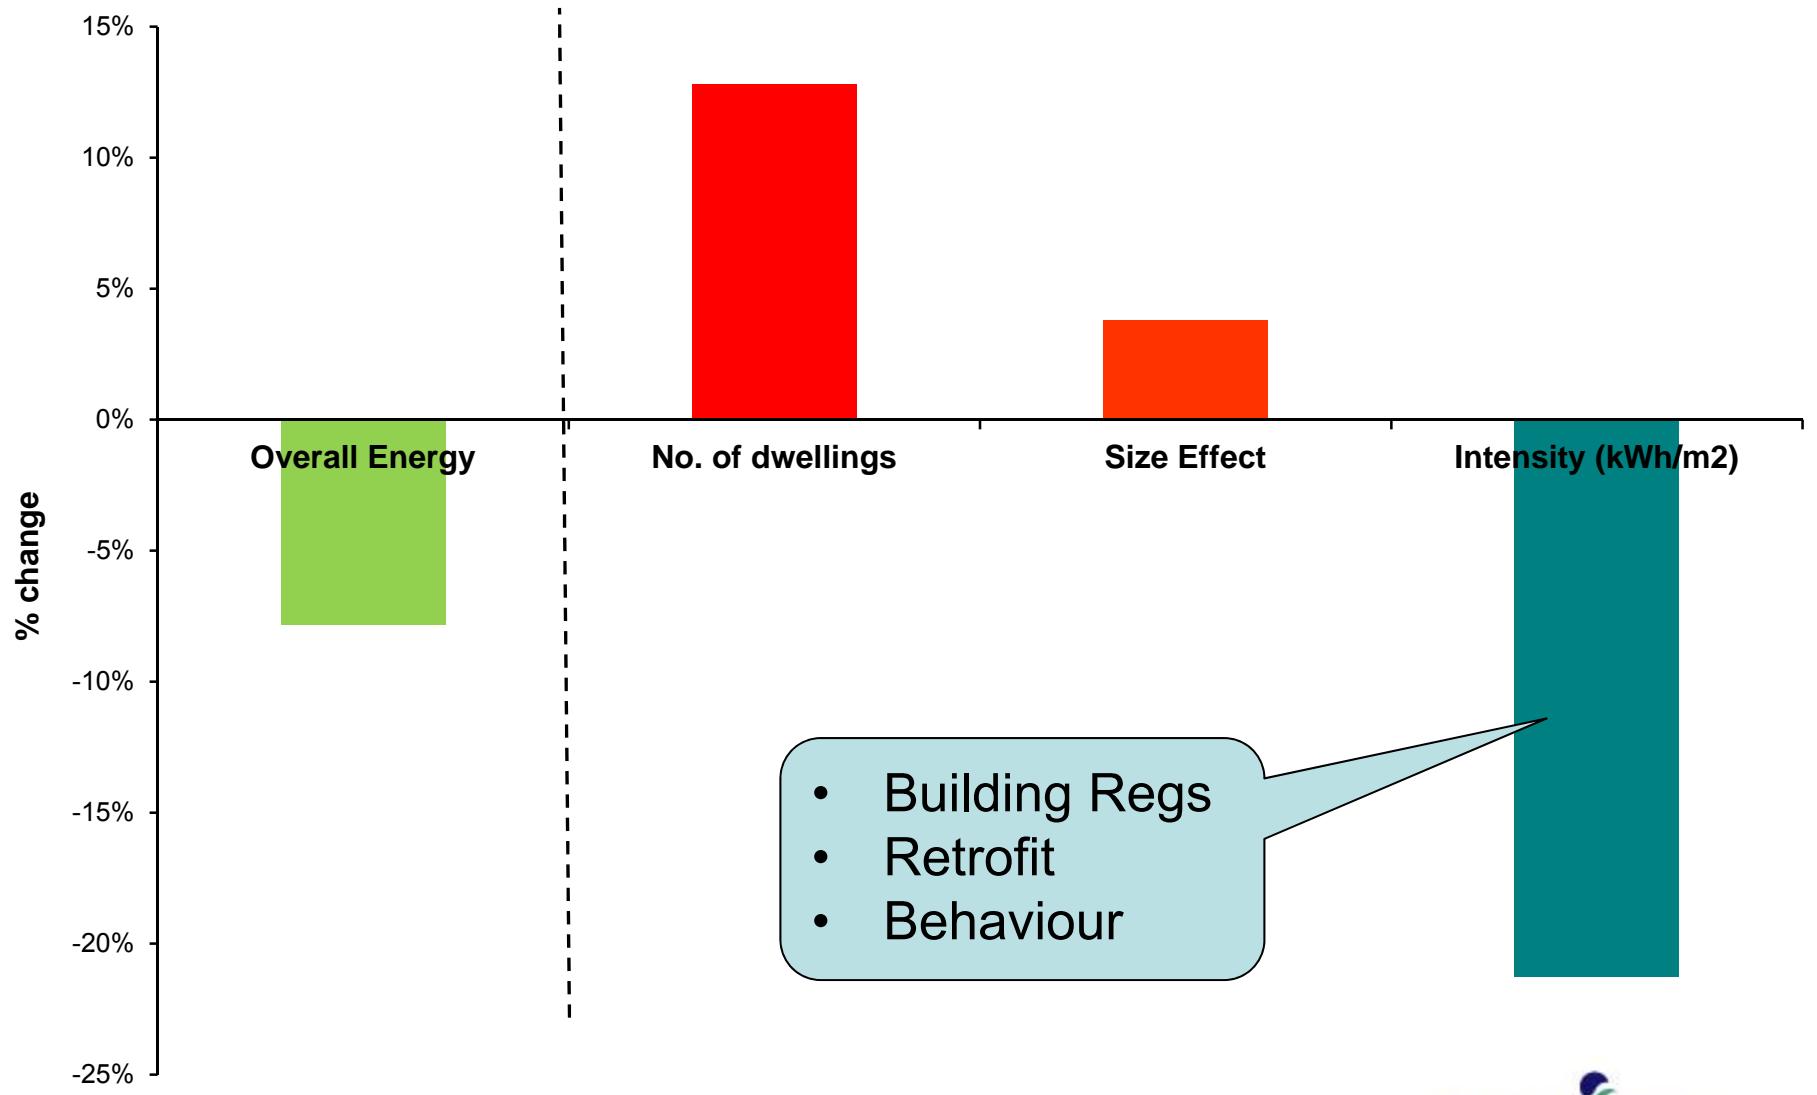 15%
10%
5%
0%
-5%
-10%
-15%
-20%
-25%
% change
Overall Energy
No. of dwellings
Size Effect
Intensity (kWh/m2)
• Building Regs
• Retrofit
• Behaviour